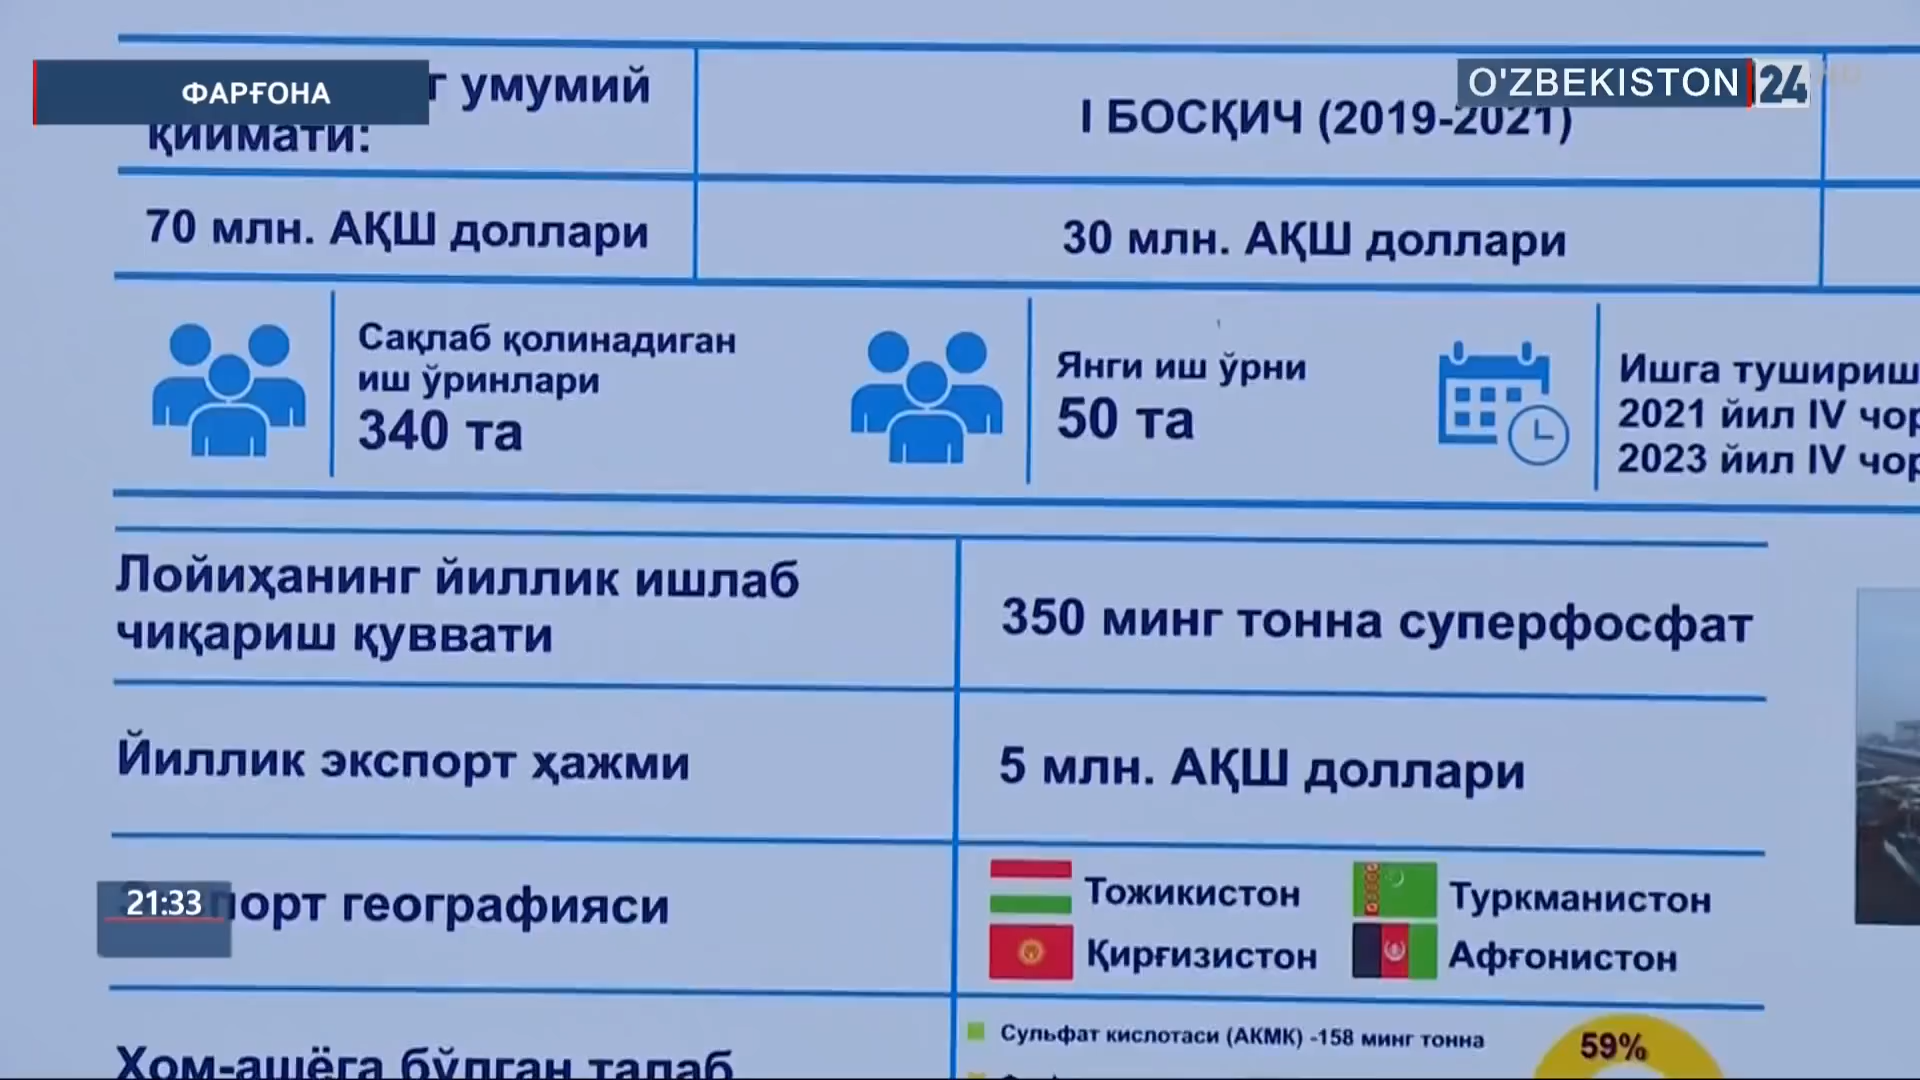 ФАРҒОНА
O'ZBEKISTON 24
умумий
қиймати:
I БОСҚИЧ (2019-2021)
70 млн. АҚШ доллари
30 млн. АҚШ доллари
Сақлаб қолинадиган
иш ўринлари
340 та
Янги иш ўрни
50 та
Ишга тушириш
2021 йил IV чор
2023 йил IV чор
Лойиҳанинг йиллик ишлаб
чиқариш қуввати
350 минг тонна суперфосфат
Йиллик экспорт ҳажми
5 млн. АҚШ доллари
21:33
порт географияси
Тожикистон
Туркманистон
Қирғизистон
Афғонистон
Хом-ашёга бўлган талаб
Сульфат кислотаси (АКМК) -158 минг тонна
59%